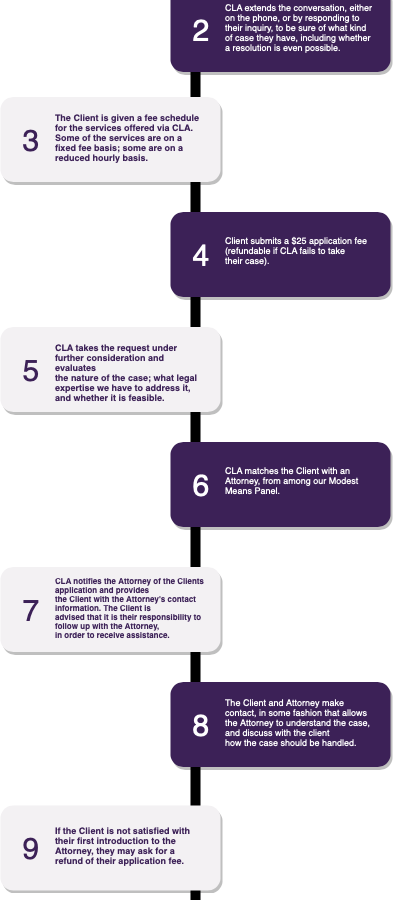 2
CLA extends the conversation, either
on the phone, or by responding to
their inquiry, to be sure of what kind
of case they have, including whether
a resolution is even possible.
3
The Client is given a fee schedule
for the services offered via CLA.
Some of the services are on a
fixed fee basis; some are on a
reduced hourly basis.
4
Client submits a $25 application fee
(refundable if CLA fails to take
their case).
5
CLA takes the request under
further consideration and
evaluates
the nature of the case; what legal
expertise we have to address it,
and whether it is feasible.
6
CLA matches the Client with an
Attorney, from among our Modest
Means Panel.
7
CLA notifies the Attorney of the Clients
application and provides
the Client with the Attorney's contact
information. The Client is
advised that it is their responsibility to
follow up with the Attorney,
in order to receive assistance.
8
The Client and Attorney make
contact, in some fashion that allows
the Attorney to understand the case,
and discuss with the client
how the case should be handled.
9
If the Client is not satisfied with
their first introduction to the
Attorney, they may ask for a
refund of their application fee.